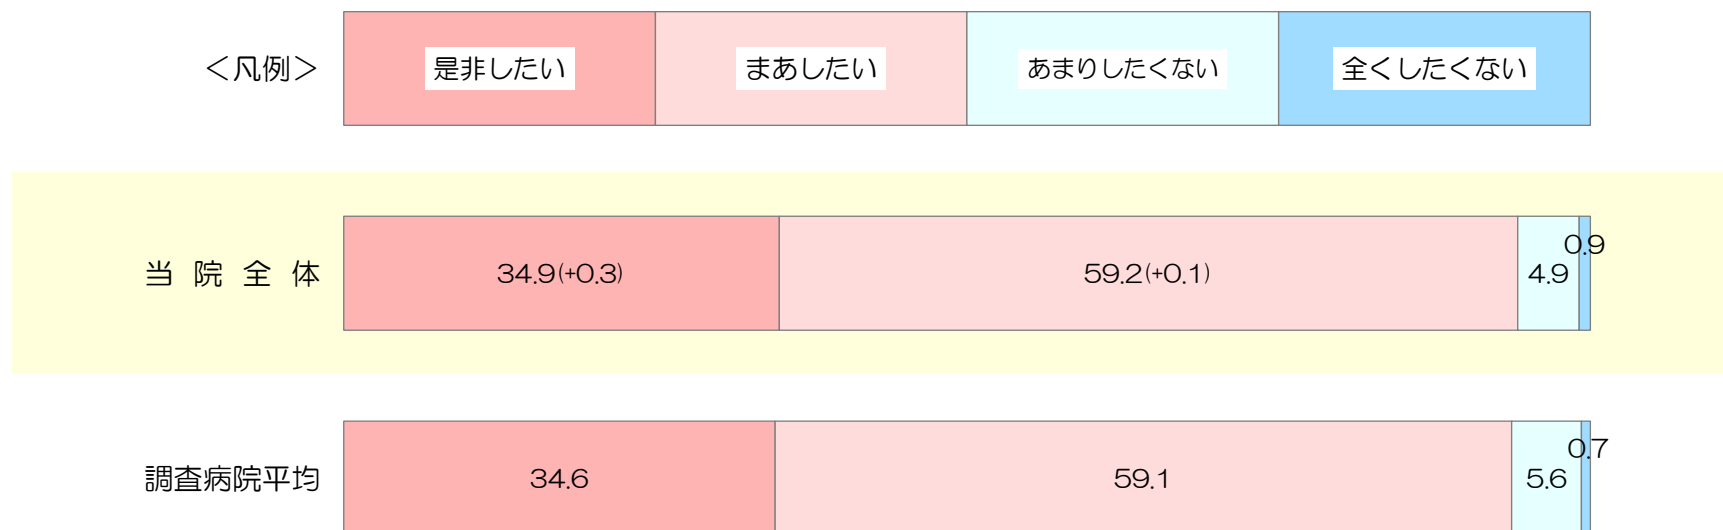 ＜凡例＞ 是非したい まあしたい あまりしたくない 全くしたくない
当院全体 34.9(+0.3) 59.2(+0.1) 4.9 0.9
調査病院平均 34.6 59.1 5.6 0.7